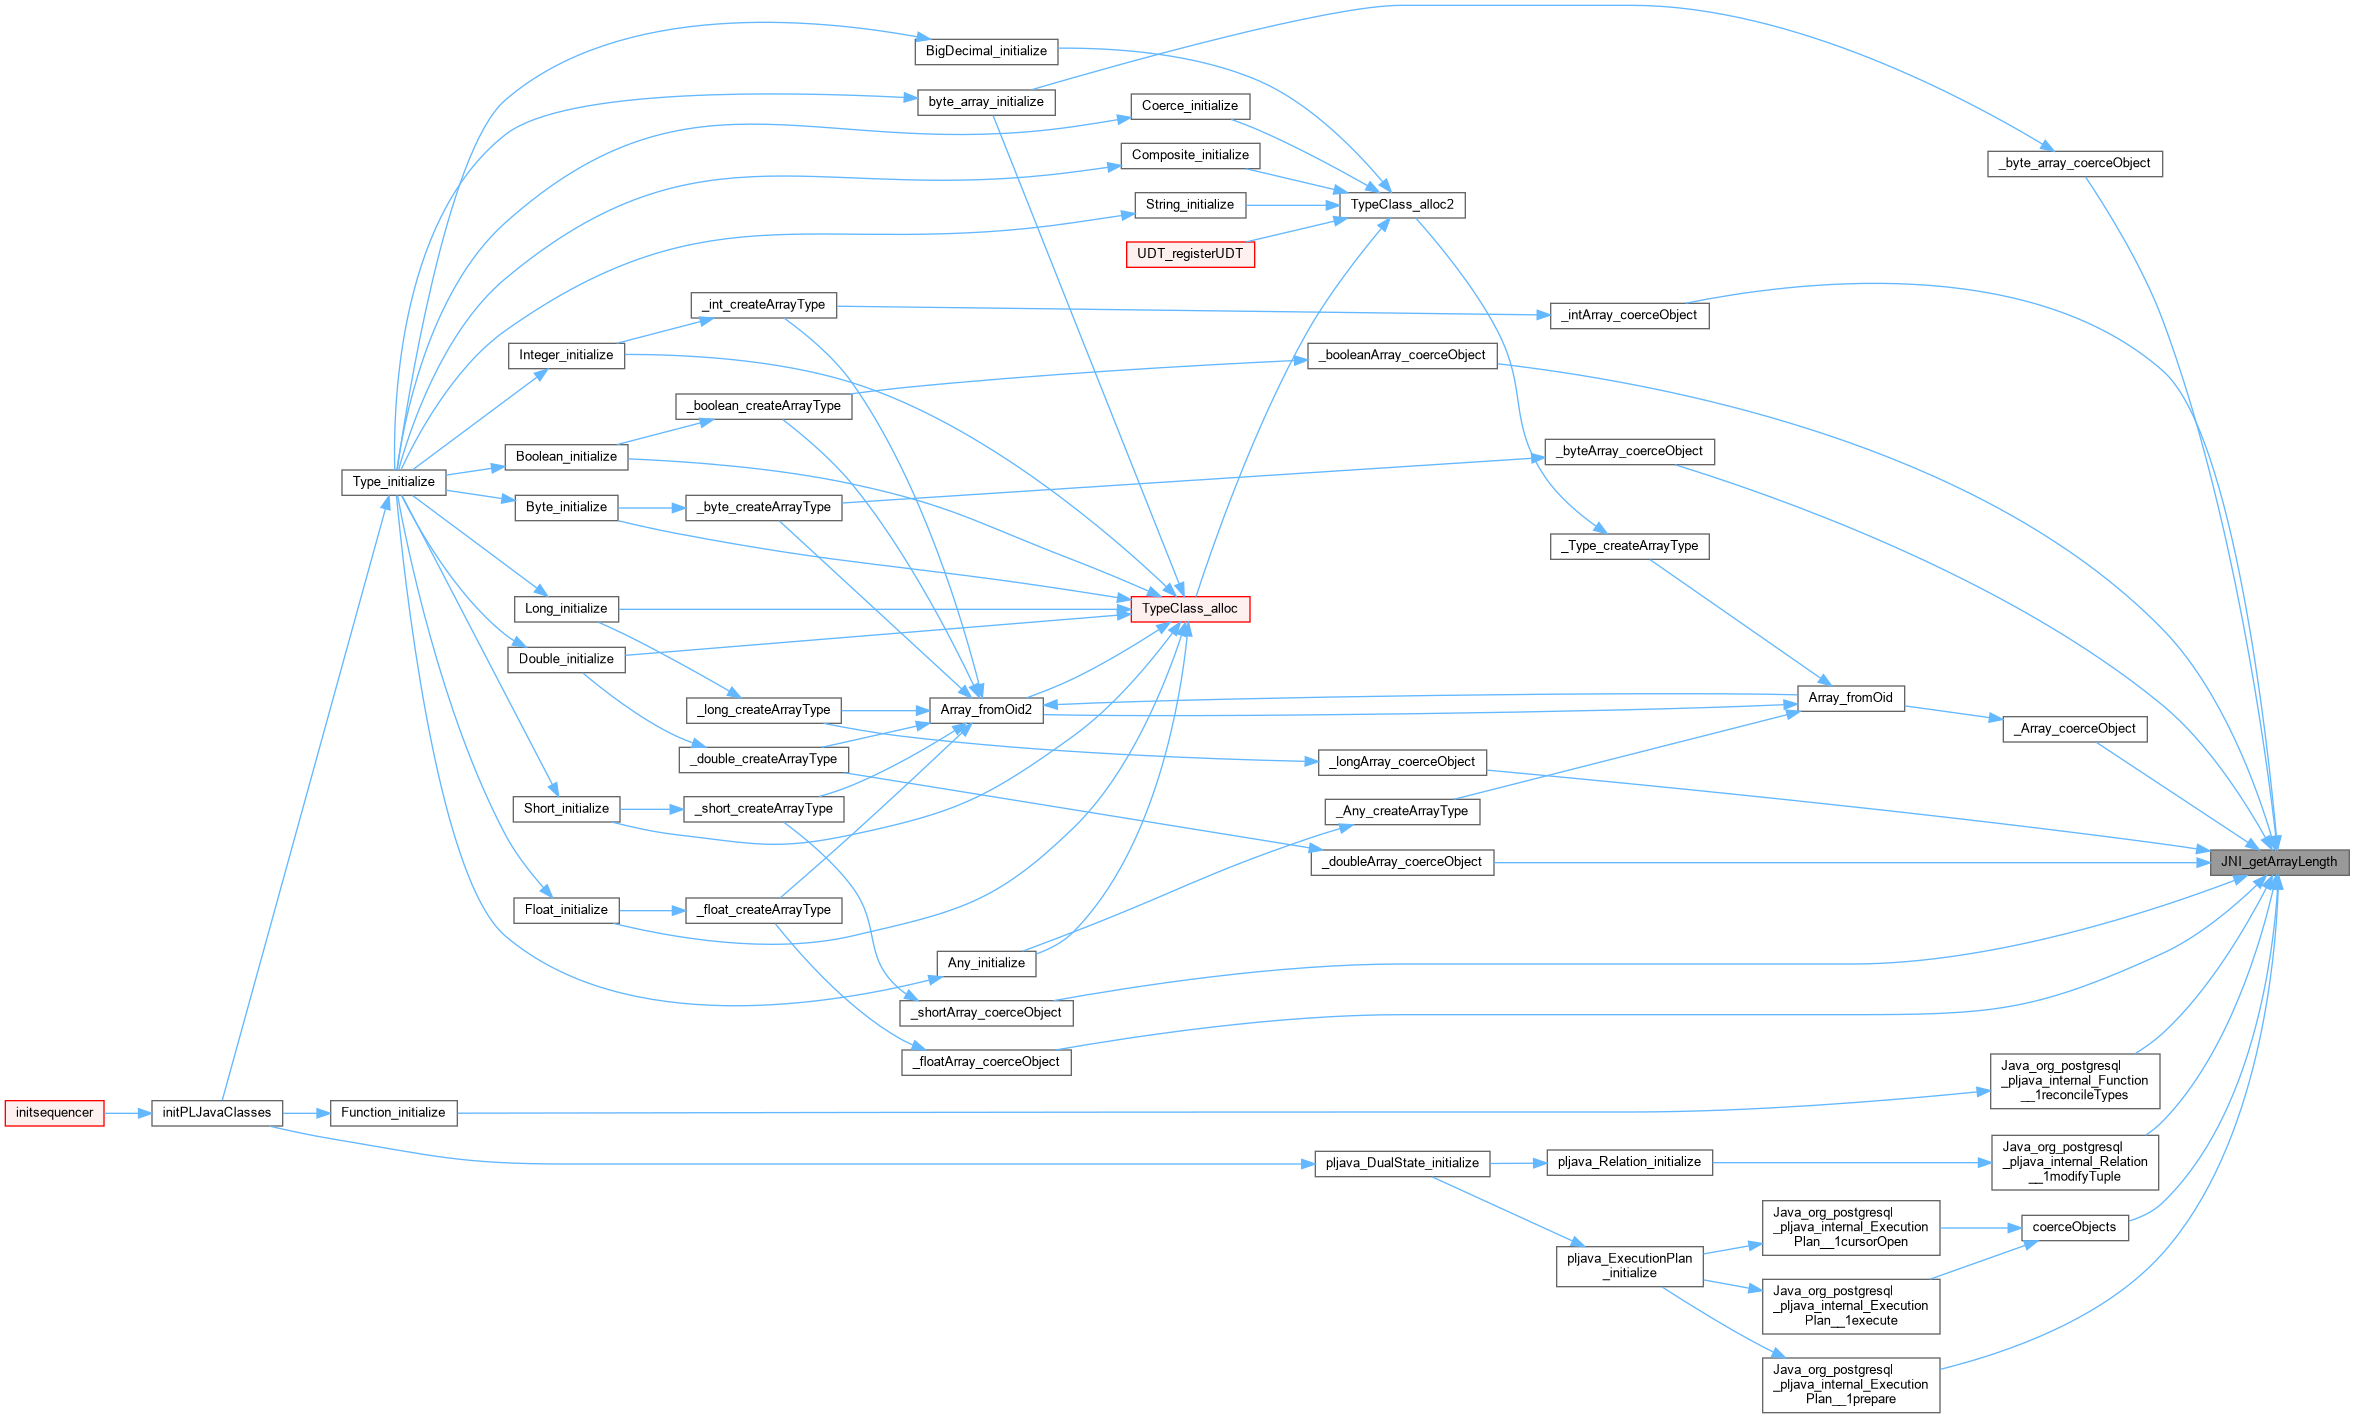 BigDecimal_initialize
byte_array_initialize
Coerce_initialize
Composite_initialize
_byte_array_coerceObject
String_initialize
TypeClass_alloc2
UDT_registerUDT
_int_createArrayType
_intArray_coerceObject
Integer_initialize
_booleanArray_coerceObject
_boolean_createArrayType
Boolean_initialize
_byteArray_coerceObject
Type_initialize
Byte_initialize
_byte_createArrayType
_Type_createArrayType
Long_initialize
TypeClass_alloc
Double_initialize
_long_createArrayType
Array_fromOid2
Array_fromOid
_Array_coerceObject
_double_createArrayType
_longArray_coerceObject
Short_initialize
_short_createArrayType
_Any_createArrayType
_doubleArray_coerceObject
JNI_getArrayLength
Float_initialize
_float_createArrayType
Any_initialize
_shortArray_coerceObject
_floatArray_coerceObject
Java_org_postgresql
_pljava_internal_Function
__1reconcileTypes
initsequencer
initPLJavaClasses
Function_initialize
pljava_DualState_initialize
pljava_Relation_initialize
Java_org_postgresql
_pljava_internal_Relation
__1modifyTuple
Java_org_postgresql
_pljava_internal_Execution
Plan__1cursorOpen
coerceObjects
pljava_ExecutionPlan
_initialize
Java_org_postgresql
_pljava_internal_Execution
Plan__1execute
Java_org_postgresql
_pljava_internal_Execution
Plan__1prepare